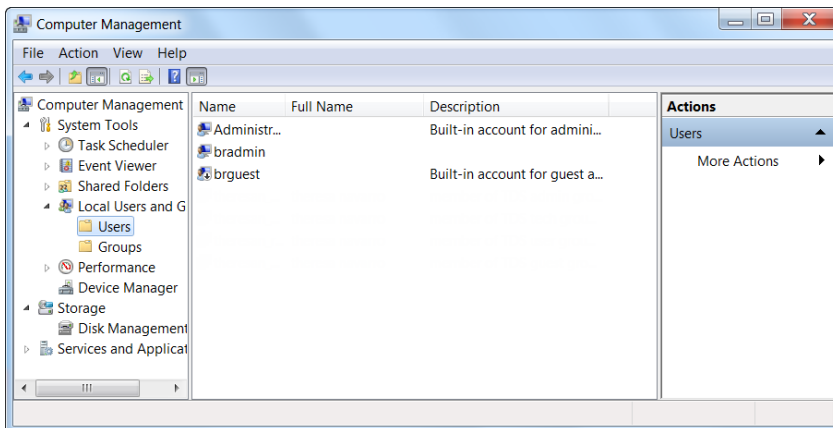 Computer Management
File Action View Help
Computer Management
System Tools
Task Scheduler
Event Viewer
Shared Folders
Local Users and G
Users
Groups
Performance
Device Manager
Storage
Disk Management
Services and Applicat
Name Full Name Description
Administr... Built-in account for admini...
bradmin
brguest Built-in account for guest a...
Actions
Users
More Actions